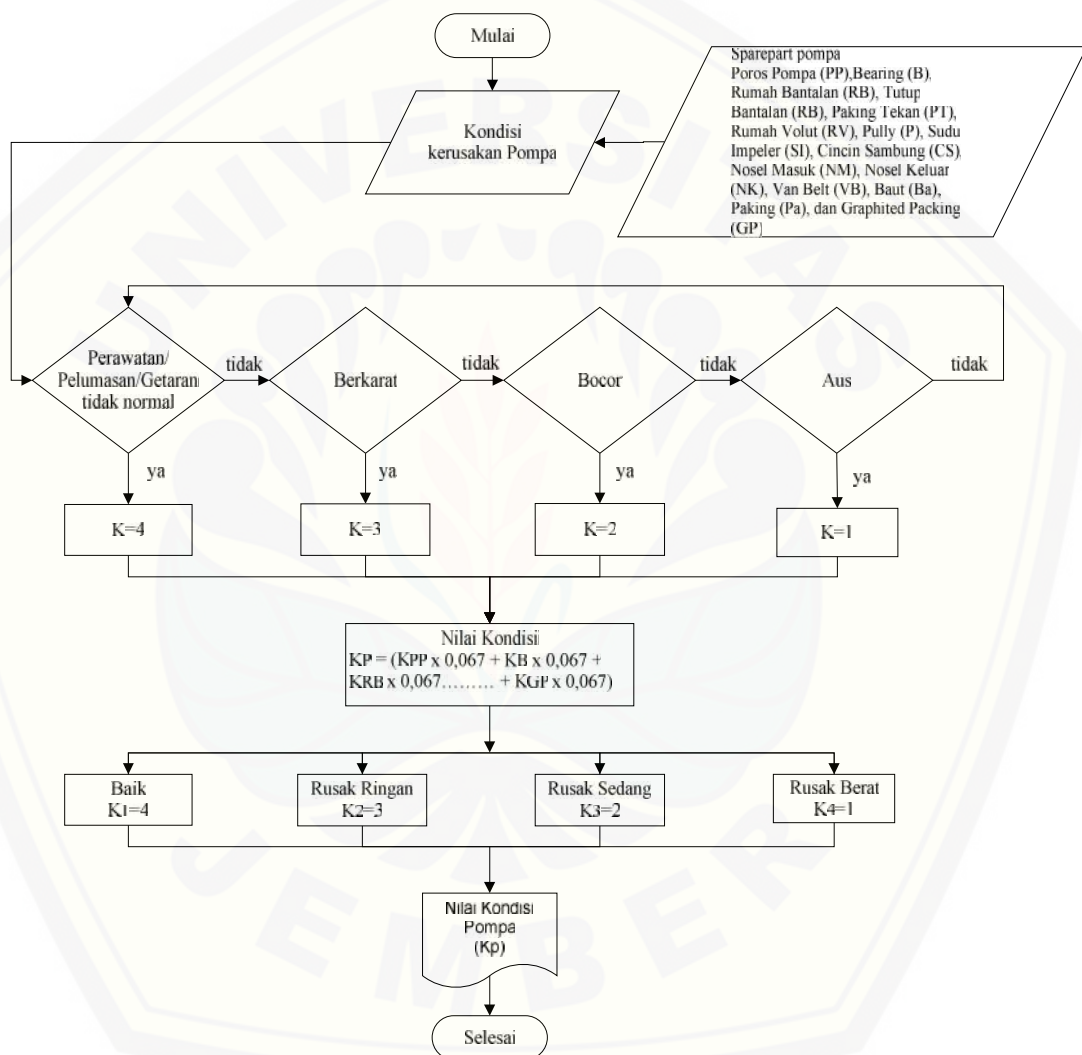 Mulai
Kondisi
kerusakan Pompa
Sparepart pompa
Poros Pompa (PP),Bearing (B),
Rumah Bantalan (RB), Tutup
Bantalan (RB), Paking Tekan (PT),
Rumah Volut (RV), Pully (P), Sudu
Impeler (SI), Cincin Sambung (CS),
Nosel Masuk (NM), Nosel Keluar
(NK), Van Belt (VB), Baut (Ba),
Paking (Pa), dan Graphited Packing
(GP)
Perawatan/
Pelumasan/Getaran
tidak normal
tidak
Berkarat
tidak
Bocor
tidak
Aus
tidak
ya
ya
ya
ya
K=4
K=3
K=2
K=1
Nilai Kondisi
KP = (KPP x 0,067 + KB x 0,067 +
KRB x 0,067......... + KGP x 0,067)
Baik
K1=4
Rusak Ringan
K2=3
Rusak Sedang
K3=2
Rusak Berat
K4=1
Nilai Kondisi
Pompa
(Kp)
Selesai
UNIVERSITAS
JEMBER